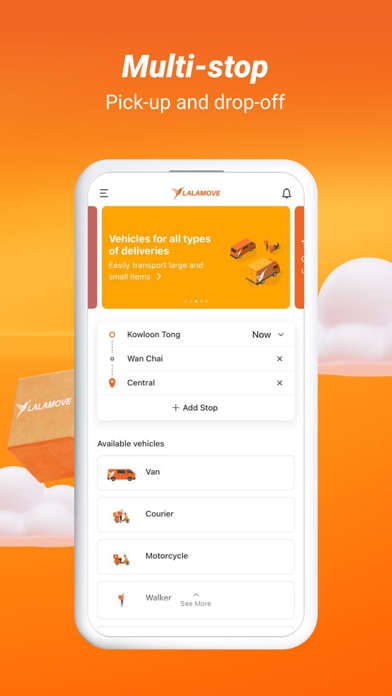 Multi-stop
Pick-up and drop-off
LALAMOVE
Vehicles for all types
of deliveries
Easily transport large and
small items
Kowloon Tong
Now
Wan Chai
Central
+ Add Stop
LALAMOVE
Available vehicles
Van
Courier
Motorcycle
Walker
See More